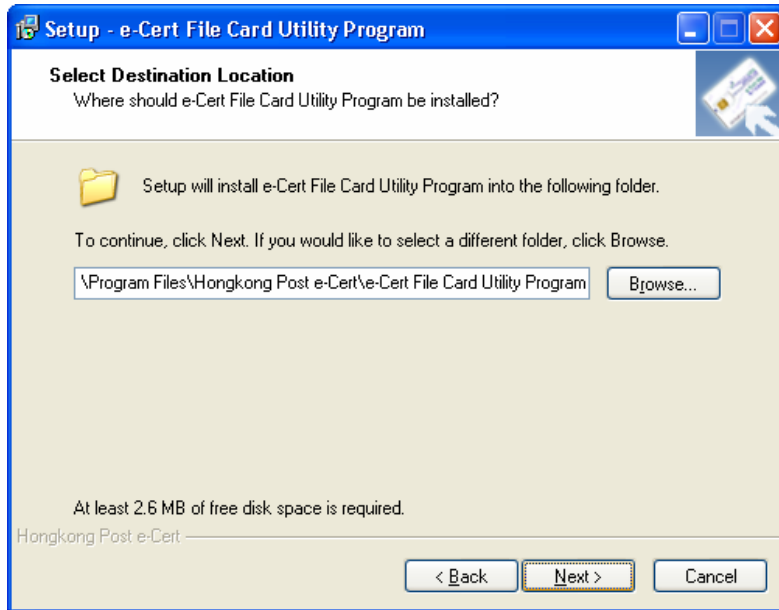 Setup - e-Cert File Card Utility Program
Select Destination Location
Where should e-Cert File Card Utility Program be installed?
Setup will install e-Cert File Card Utility Program into the following folder.
To continue, click Next. If you would like to select a different folder, click Browse.
\Program Files\Hongkong Post e-Cert\e-Cert File Card Utility Program
Browse...
At least 2.6 MB of free disk space is required.
Hongkong Post e-Cert
< Back
Next >
Cancel